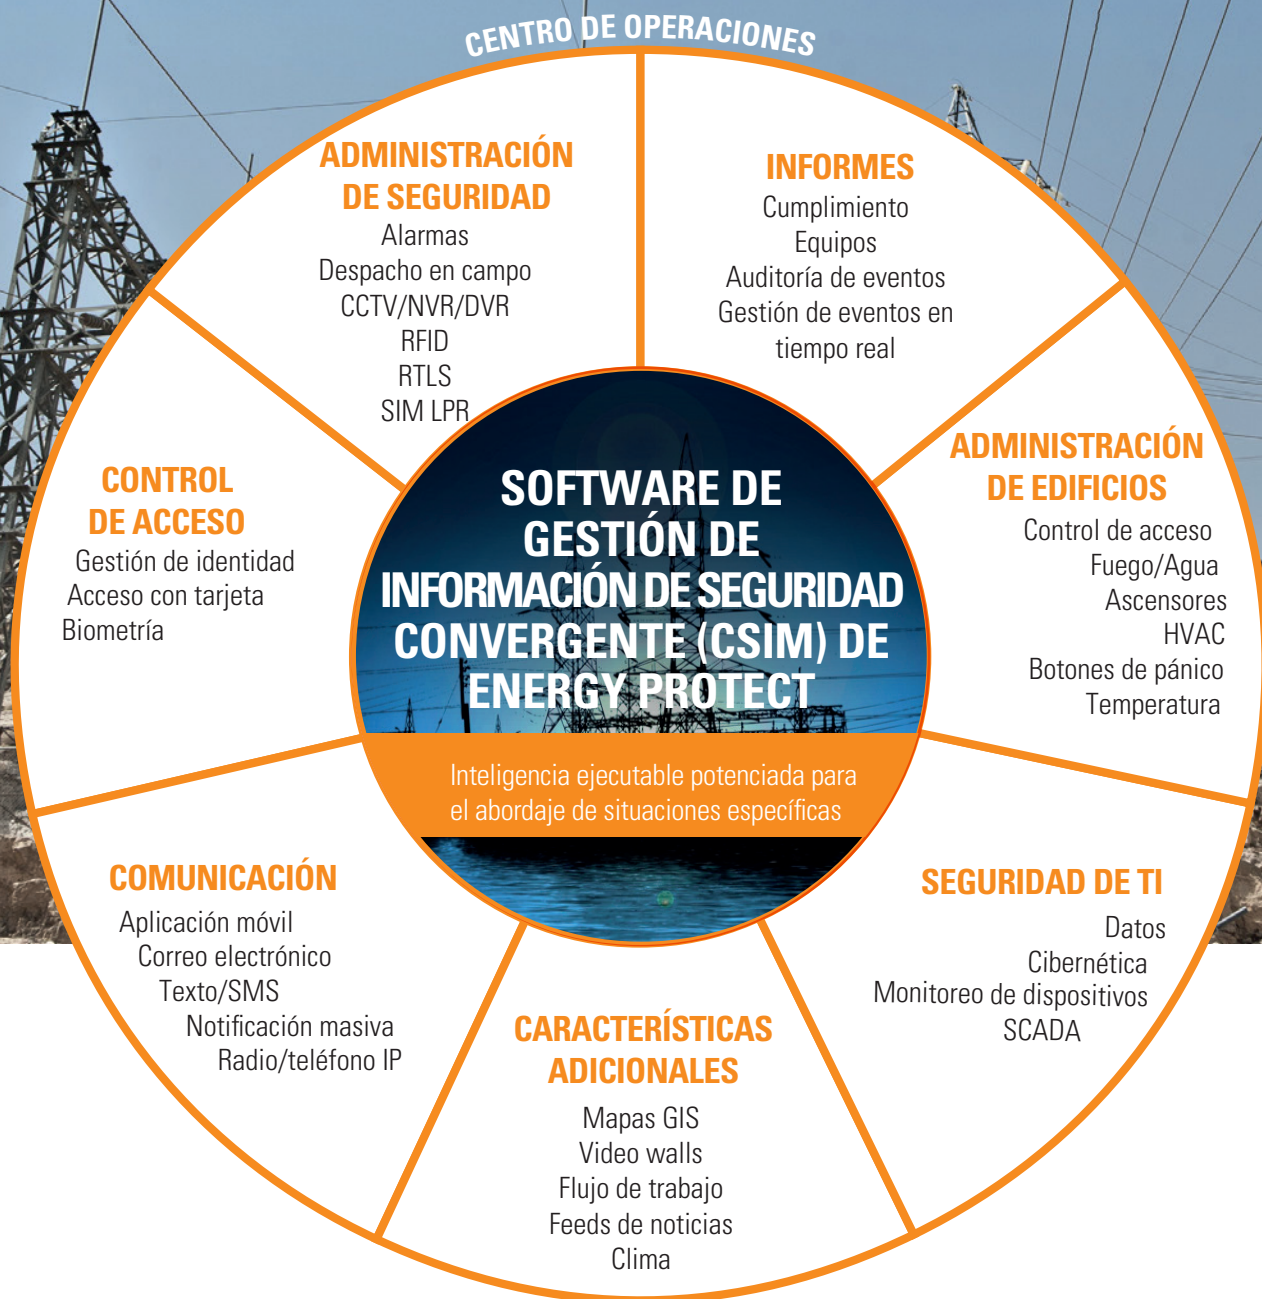 CENTRO DE OPERACIONES
ADMINISTRACIÓN
DE SEGURIDAD
Alarmas
Despacho en campo
CCTV/NVR/DVR
RFID
RTLS
SIM LPR
INFORMES
Cumplimiento
Equipos
Auditoría de eventos
Gestión de eventos en
tiempo real
ADMINISTRACIÓN
DE EDIFICIOS
Control de acceso
Fuego/Agua
Ascensores
HVAC
Botones de pánico
Temperatura
SEGURIDAD DE TI
Datos
Cibernética
Monitoreo de dispositivos
SCADA
CARACTERÍSTICAS
ADICIONALES
Mapas GIS
Video walls
Flujo de trabajo
Feeds de noticias
Clima
COMUNICACIÓN
Aplicación móvil
Correo electrónico
Texto/SMS
Notificación masiva
Radio/teléfono IP
CONTROL
DE ACCESO
Gestión de identidad
Acceso con tarjeta
Biometría
SOFTWARE DE
GESTIÓN DE
INFORMACIÓN DE SEGURIDAD
CONVERGENTE (CSIM) DE
ENERGY PROTECT
Inteligencia ejecutable potenciada para
el abordaje de situaciones específicas